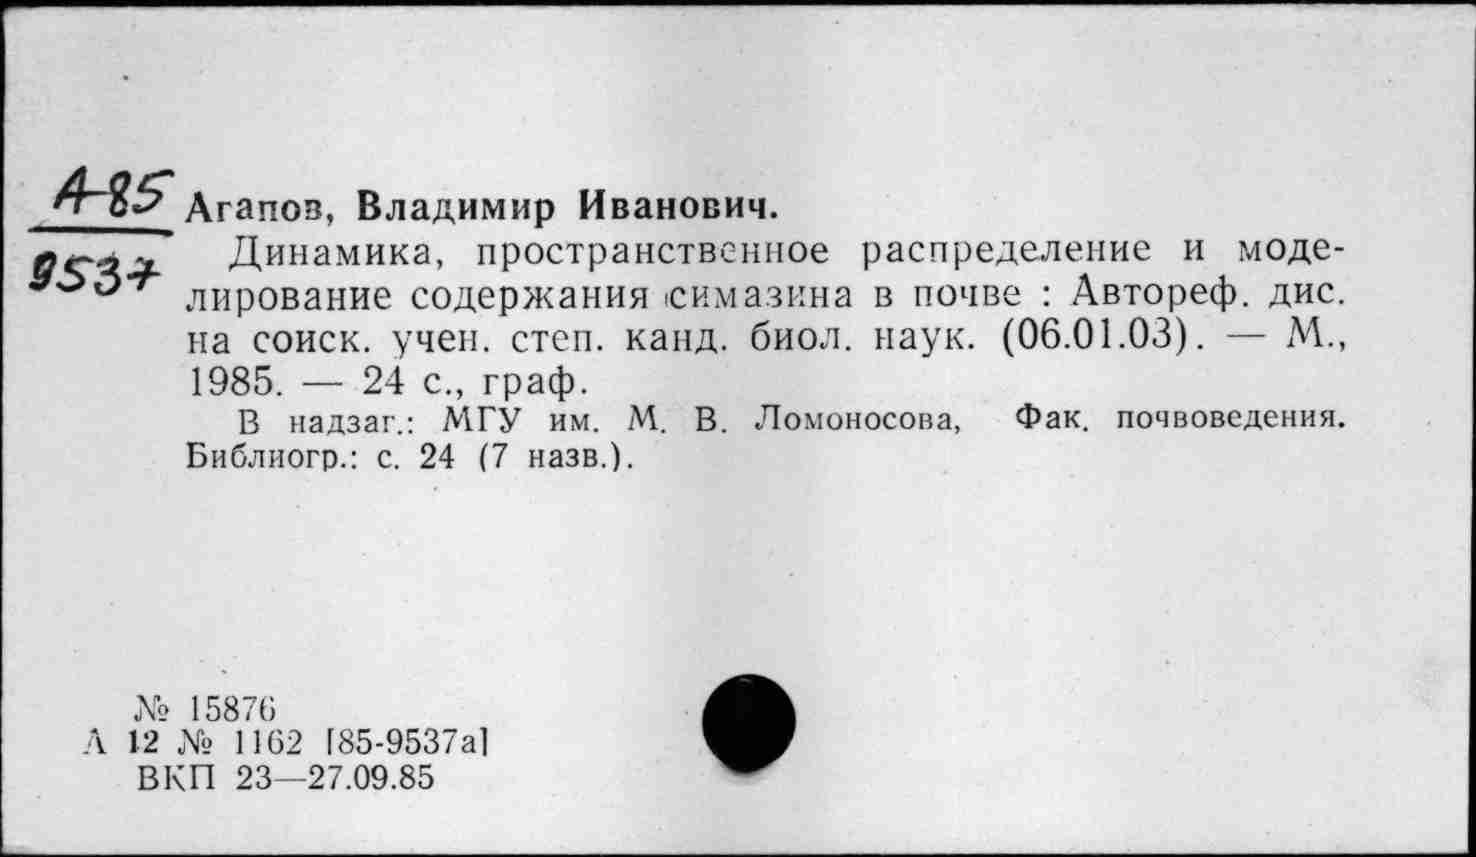 А-85
9537
Агапов, Владимир Иванович.
Динамика, пространственное распределение и моде-
лирование содержания симазина в почве : Автореф. дис.
на соиск. учен. степ. канд. биол. наук. (06.01.03). — М.,
1985. — 24 с., граф.
В надзаг.: МГУ им. М. В. Ломоносова, Фак. почвоведения.
Библиогр.: с. 24 (7 назв.).
№ 15876
Л 12 № 1162 [85-9537а]
ВКП 23—27.09.85